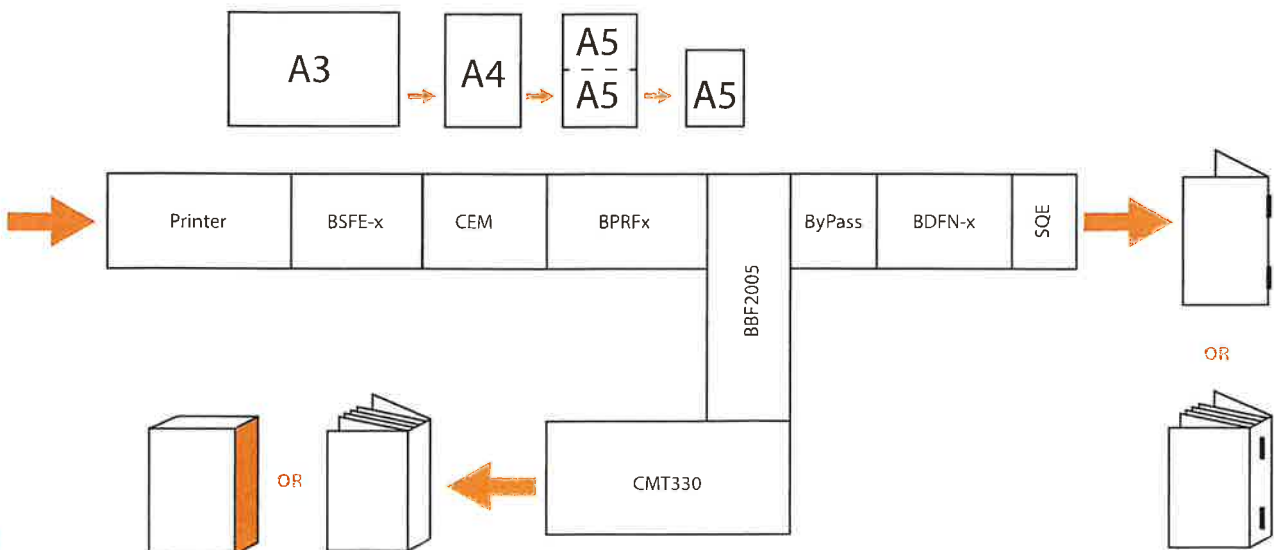 A3
A4
A5
A5
A5
Printer
BSFE-x
CEM
BPRFx
BBF2005
ByPass
BDFN-x
SQE
OR
OR
CMT330